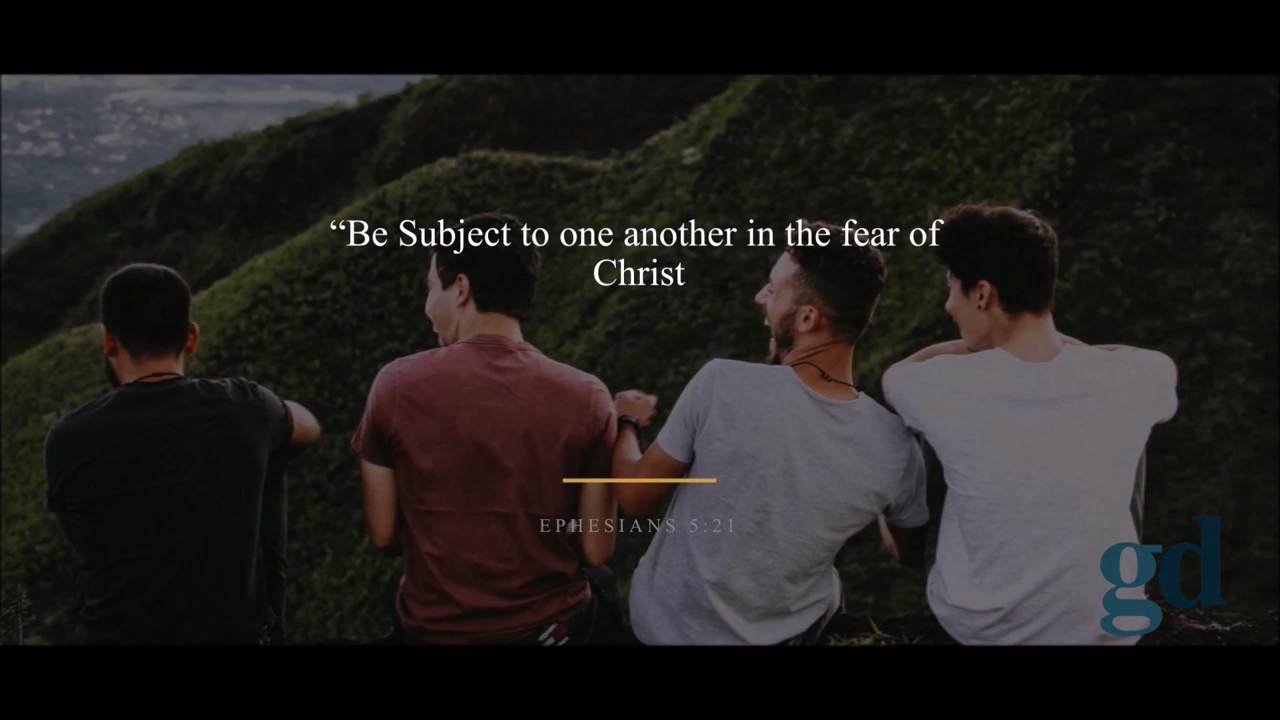 “Be Subject to one another in the fear of
Christ
EPHESIANS 5:21
gd